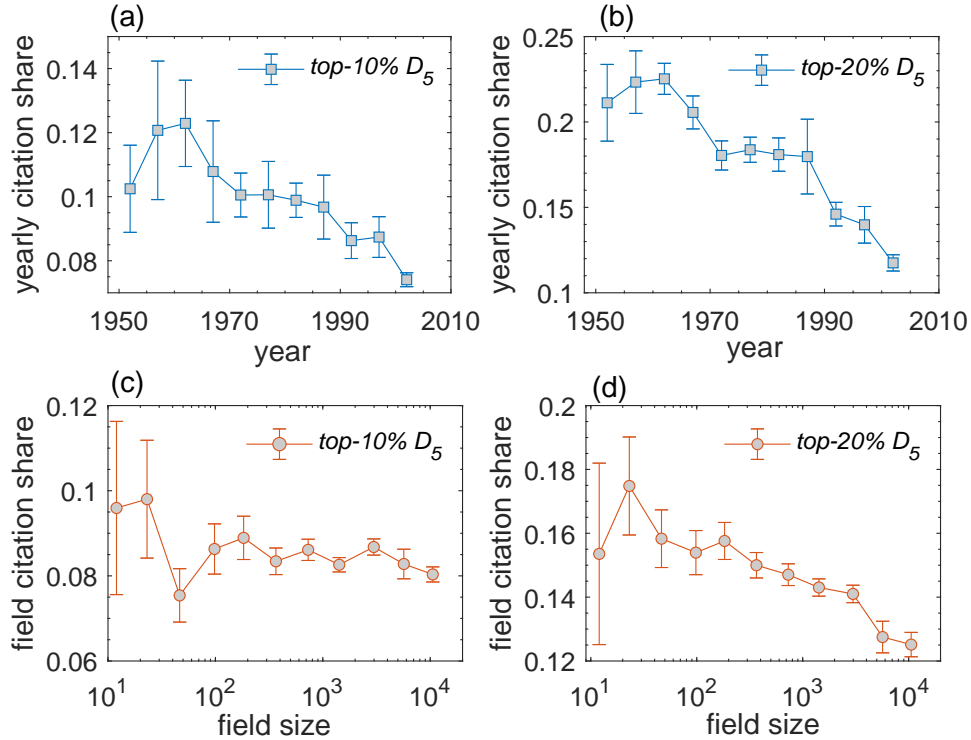 (a)
top-10% D5
0.14
0.12
0.1
0.08
yearly citation share
1950 1970 1990 2010
year
(b)
top-20% D5
0.25
0.2
0.15
0.1
yearly citation share
1950 1970 1990 2010
year
(c)
top-10% D5
0.12
0.1
0.08
0.06
field citation share
10^1 10^2 10^3 10^4
field size
(d)
top-20% D5
0.2
0.18
0.16
0.14
0.12
field citation share
10^1 10^2 10^3 10^4
field size